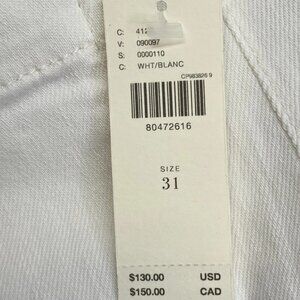 C: 412
V: 090097
S: 0000110
C: WHT/BLANC
CP983826 9
80472616
SIZE
31
$130.00 USD
$150.00 CAD